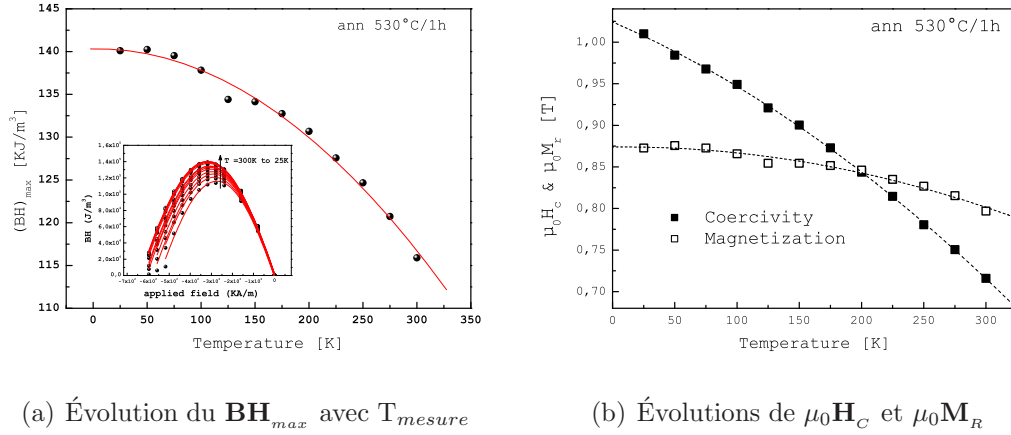 ann 530°C/1h
(BH)max [KJ/m³]
145
140
135
130
125
120
115
110
0 50 100 150 200 250 300 350
Temperature [K]
T =300K to 25K
BH (J/m³)
0,0
applied field (KA/m)
0
ann 530°C/1h
μ₀Hc & μ₀Mr [T]
1,00
0,95
0,90
0,85
0,80
0,75
0,70
Coercivity
Magnetization
0 50 100 150 200 250 300
Temperature [K]
(a) Évolution du BHmax avec Tmesure
(b) Évolutions de μ₀HC et μ₀MR